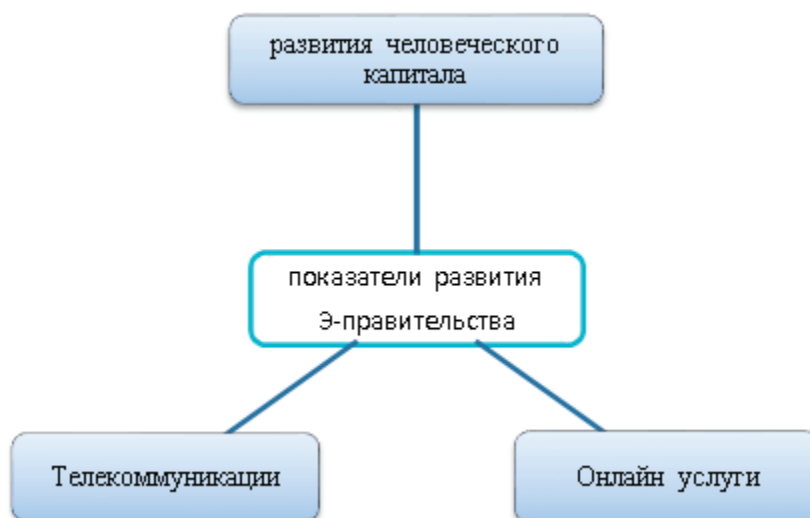 развития человеческого
капитала
показатели развития
Э-правительства
Телекоммуникации
Онлайн услуги